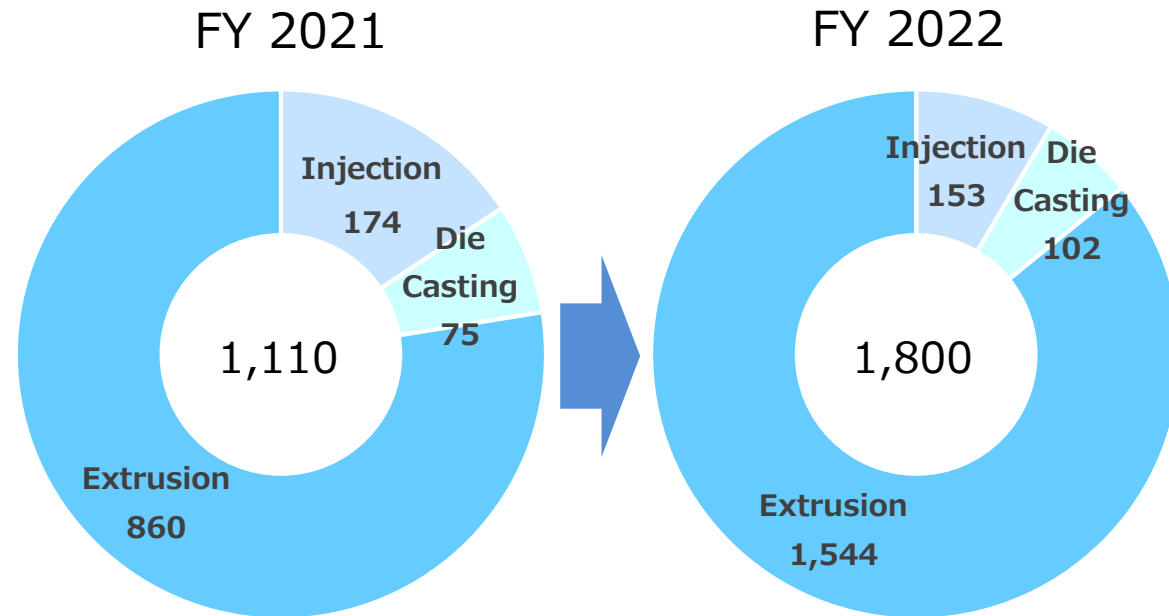 FY 2021
Injection
174
Die
Casting
75
1,110
Extrusion
860
FY 2022
Injection
153
Die
Casting
102
1,800
Extrusion
1,544